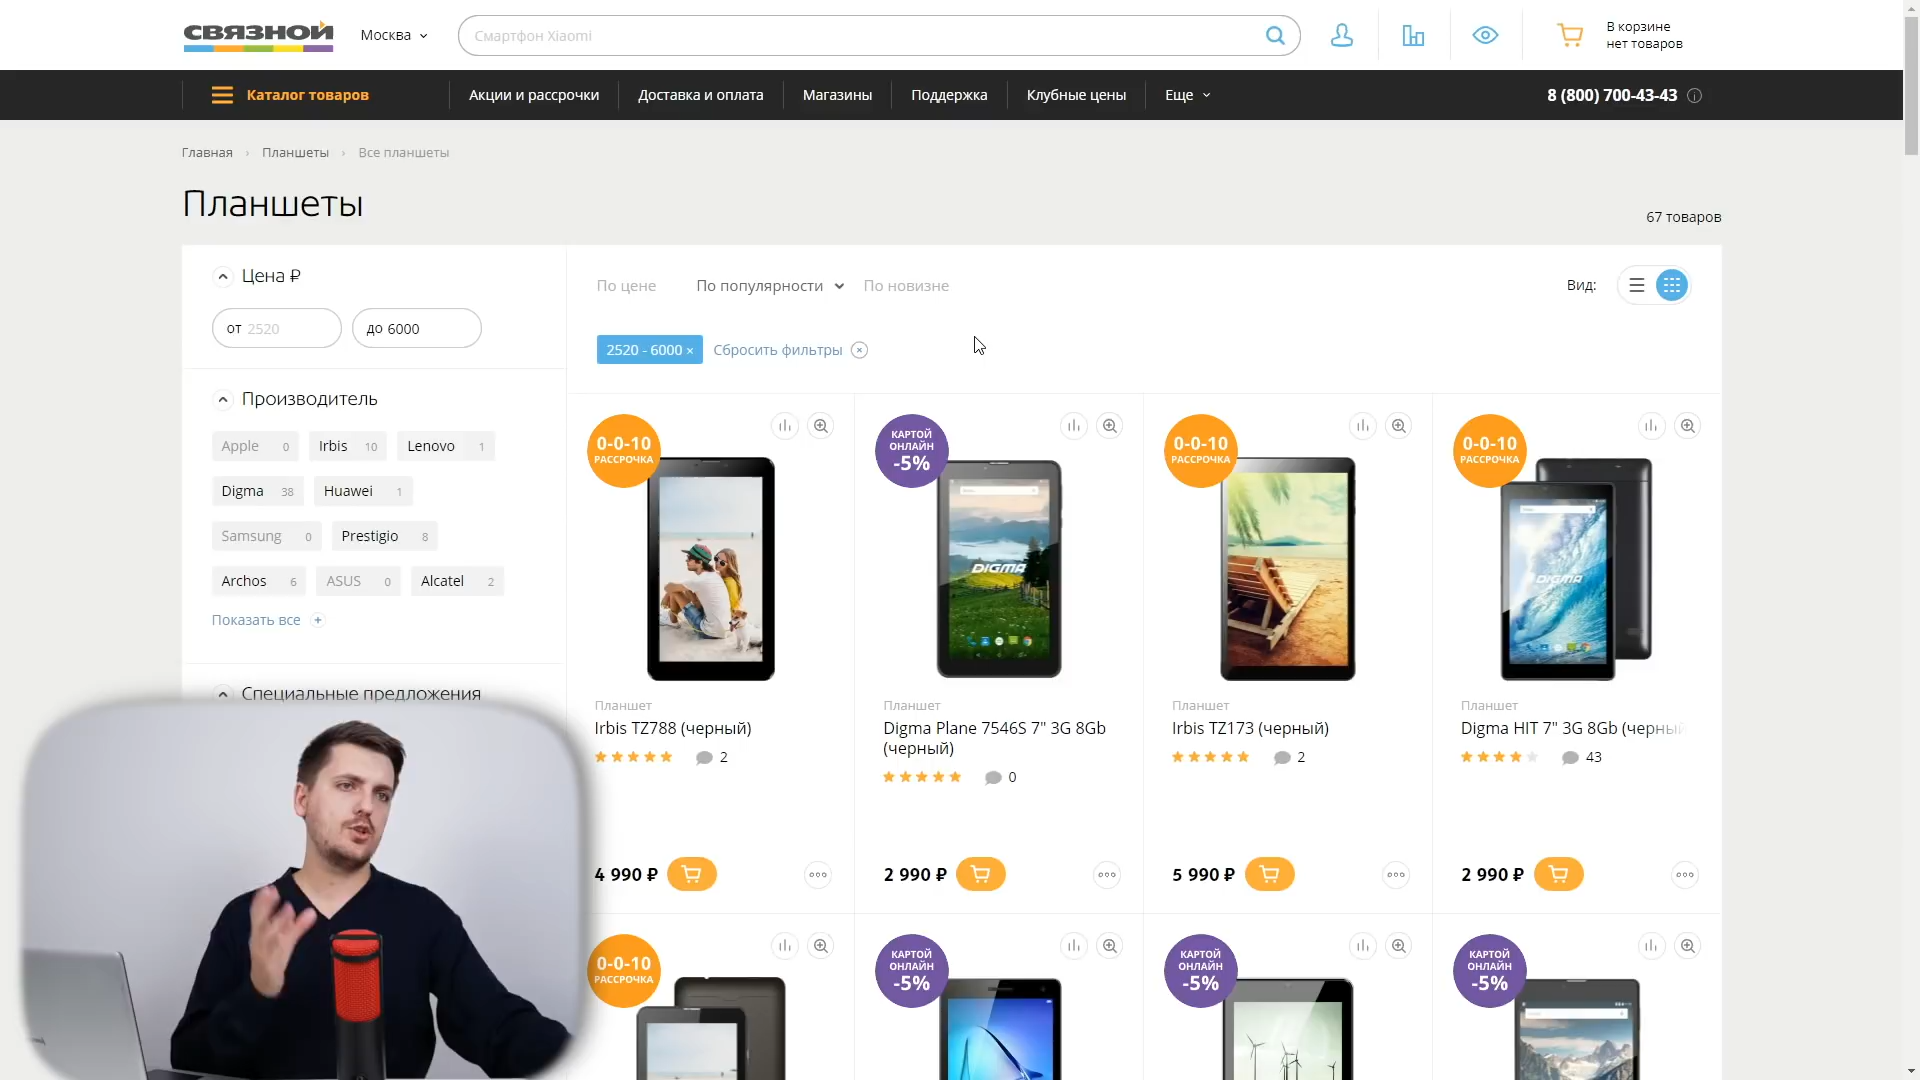 СВЯЗНОЙ
Москва
Смартфон Xiaomi
В корзине
нет товаров
Каталог товаров
Акции и рассрочки
Доставка и оплата
Магазины
Поддержка
Клубные цены
Еще
8 (800) 700-43-43
Главная › Планшеты › Все планшеты
Планшеты
67 товаров
Цена ₽
от 2520
до 6000
По цене
По популярности
По новизне
Вид:
2520 - 6000 ×
Сбросить фильтры
Производитель
Apple 0
Irbis 10
Lenovo 1
Digma 38
Huawei 1
Samsung 0
Prestigio 8
Archos 6
ASUS 0
Alcatel 2
Показать все +
Специальные предложения
0-0-10
РАССРОЧКА
КАРТОЙ
ОНЛАЙН
-5%
DIGMA
0-0-10
РАССРОЧКА
0-0-10
РАССРОЧКА
DIGMA
Планшет
Irbis TZ788 (черный)
2
4 990 ₽
Планшет
Digma Plane 7546S 7" 3G 8Gb
(черный)
0
2 990 ₽
Планшет
Irbis TZ173 (черный)
2
5 990 ₽
Планшет
Digma HIT 7" 3G 8Gb (черный
43
2 990 ₽
0-0-10
РАССРОЧКА
КАРТОЙ
ОНЛАЙН
-5%
КАРТОЙ
ОНЛАЙН
-5%
КАРТОЙ
ОНЛАЙН
-5%